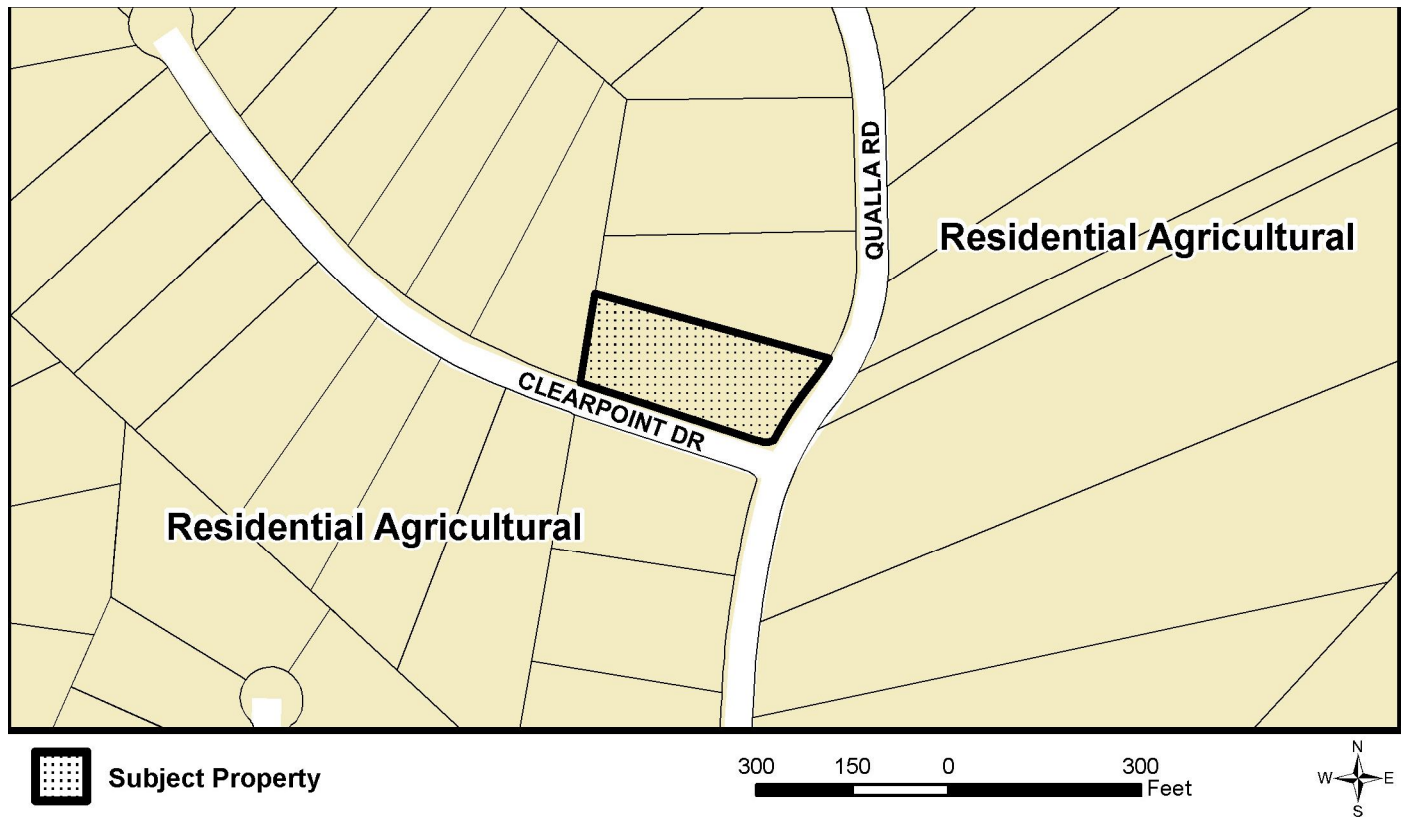 QUALLA RD
Residential Agricultural
CLEARPOINT DR
Residential Agricultural
Subject Property
300 150 0 300
Feet
N
W E
S